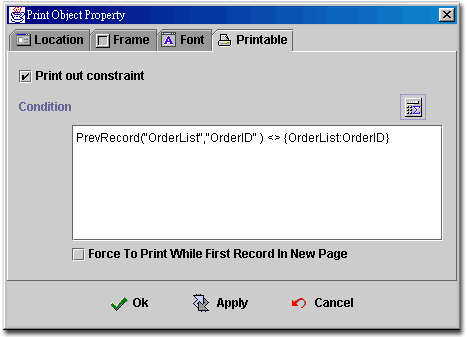 Print Object Property
Location Frame Font Printable
Print out constraint
Condition
PrevRecord("OrderList","OrderID" ) <> {OrderList:OrderID}
Force To Print While First Record In New Page
Ok Apply Cancel